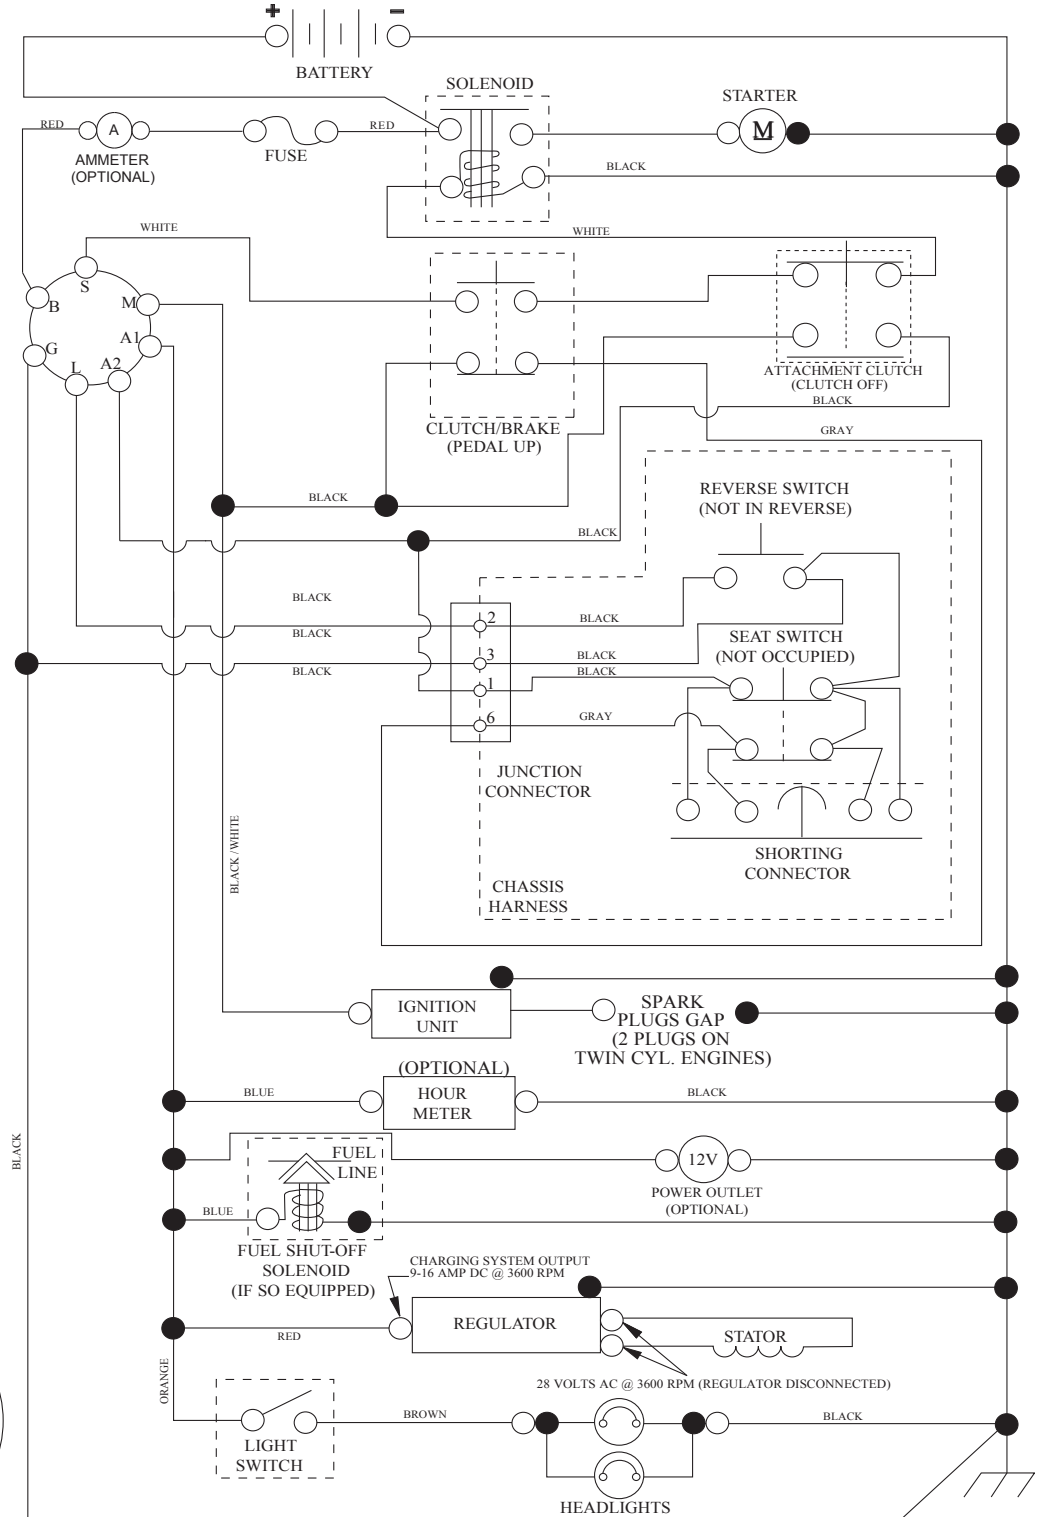 + −
BATTERY
SOLENOID
STARTER
RED
A
RED
M
FUSE
AMMETER
(OPTIONAL)
BLACK
WHITE
WHITE
S
B
M
A1
G
L
A2
ATTACHMENT CLUTCH
(CLUTCH OFF)
BLACK
CLUTCH/BRAKE
(PEDAL UP)
GRAY
REVERSE SWITCH
(NOT IN REVERSE)
BLACK
BLACK
BLACK
2
BLACK
BLACK
SEAT SWITCH
(NOT OCCUPIED)
3
BLACK
BLACK
BLACK
1
6
GRAY
JUNCTION
CONNECTOR
BLACK / WHITE
SHORTING
CONNECTOR
CHASSIS
HARNESS
IGNITION
UNIT
SPARK
PLUGS GAP
(2 PLUGS ON
TWIN CYL. ENGINES)
(OPTIONAL)
HOUR
METER
BLUE
BLACK
BLACK
FUEL
LINE
12V
POWER OUTLET
(OPTIONAL)
BLUE
FUEL SHUT-OFF
SOLENOID
(IF SO EQUIPPED)
CHARGING SYSTEM OUTPUT
9-16 AMP DC @ 3600 RPM
REGULATOR
RED
STATOR
28 VOLTS AC @ 3600 RPM (REGULATOR DISCONNECTED)
ORANGE
BROWN
BLACK
LIGHT
SWITCH
HEADLIGHTS